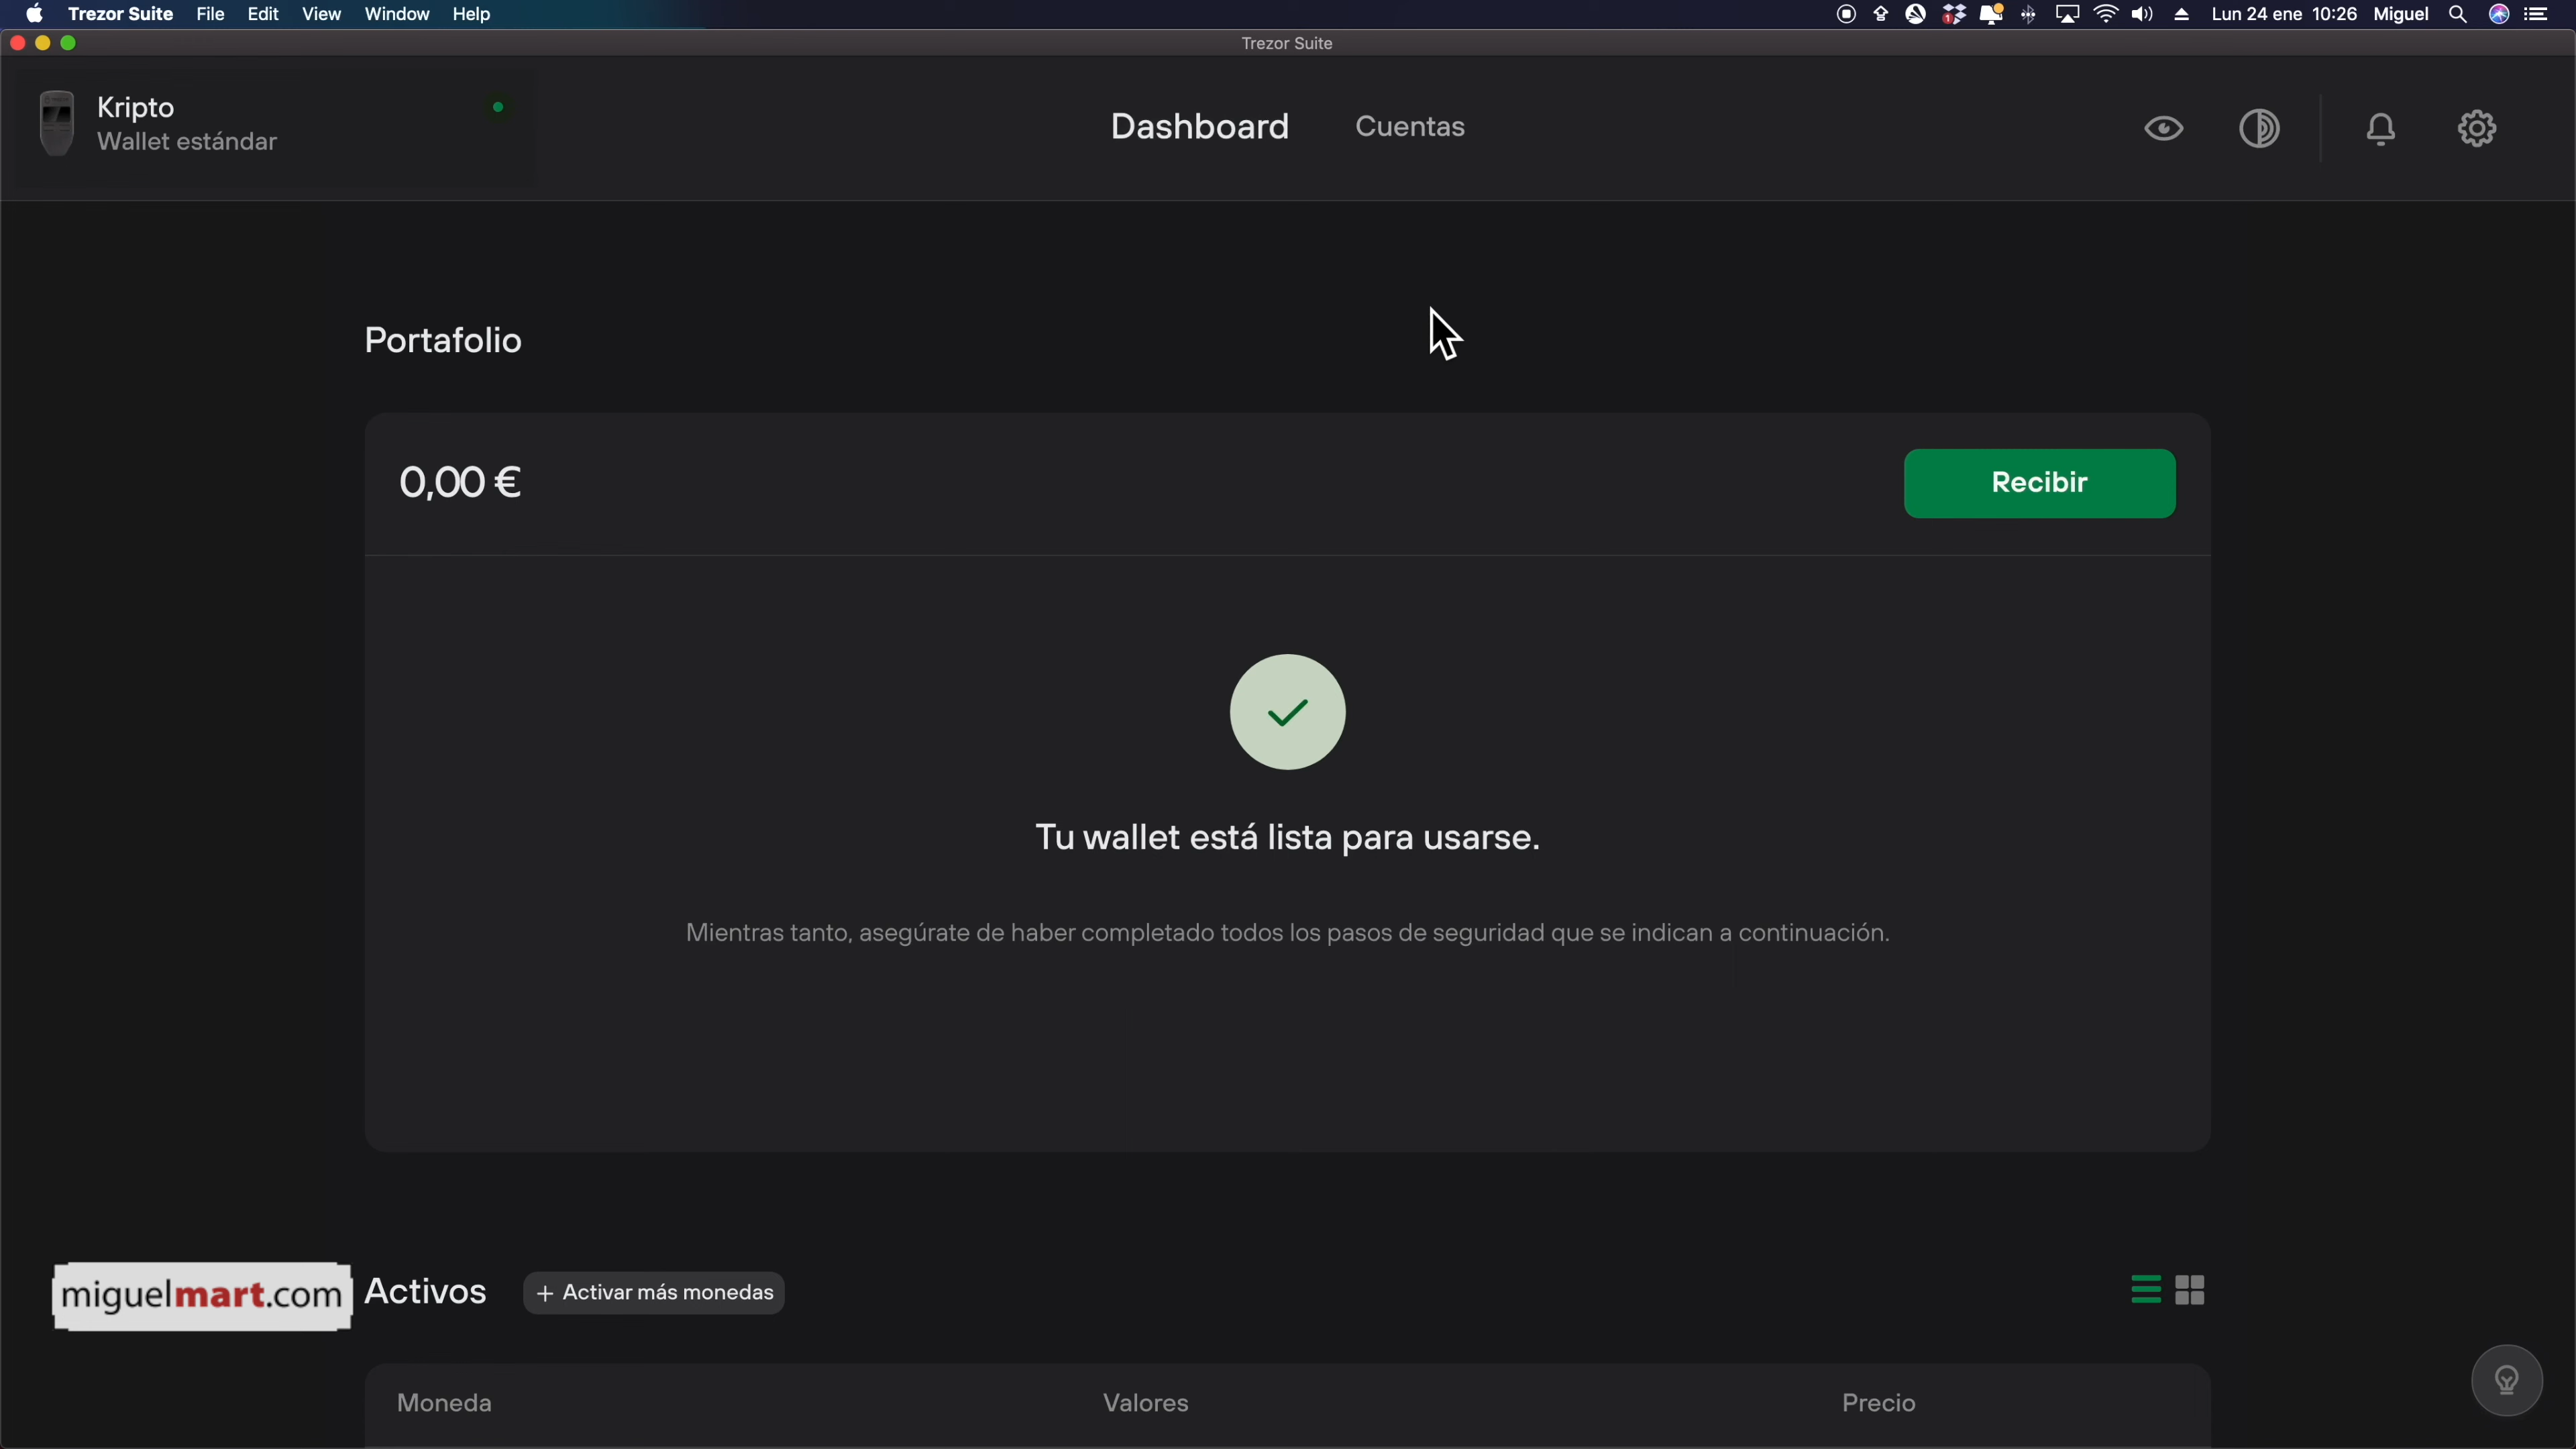 Trezor Suite File Edit View Window Help
1 Lun 24 ene 10:26 Miguel
Trezor Suite
Kripto
Wallet estándar
Dashboard Cuentas
Portafolio
0,00 €
Recibir
Tu wallet está lista para usarse.
Mientras tanto, asegúrate de haber completado todos los pasos de seguridad que se indican a continuación.
miguelmart.com
Activos + Activar más monedas
Moneda Valores Precio